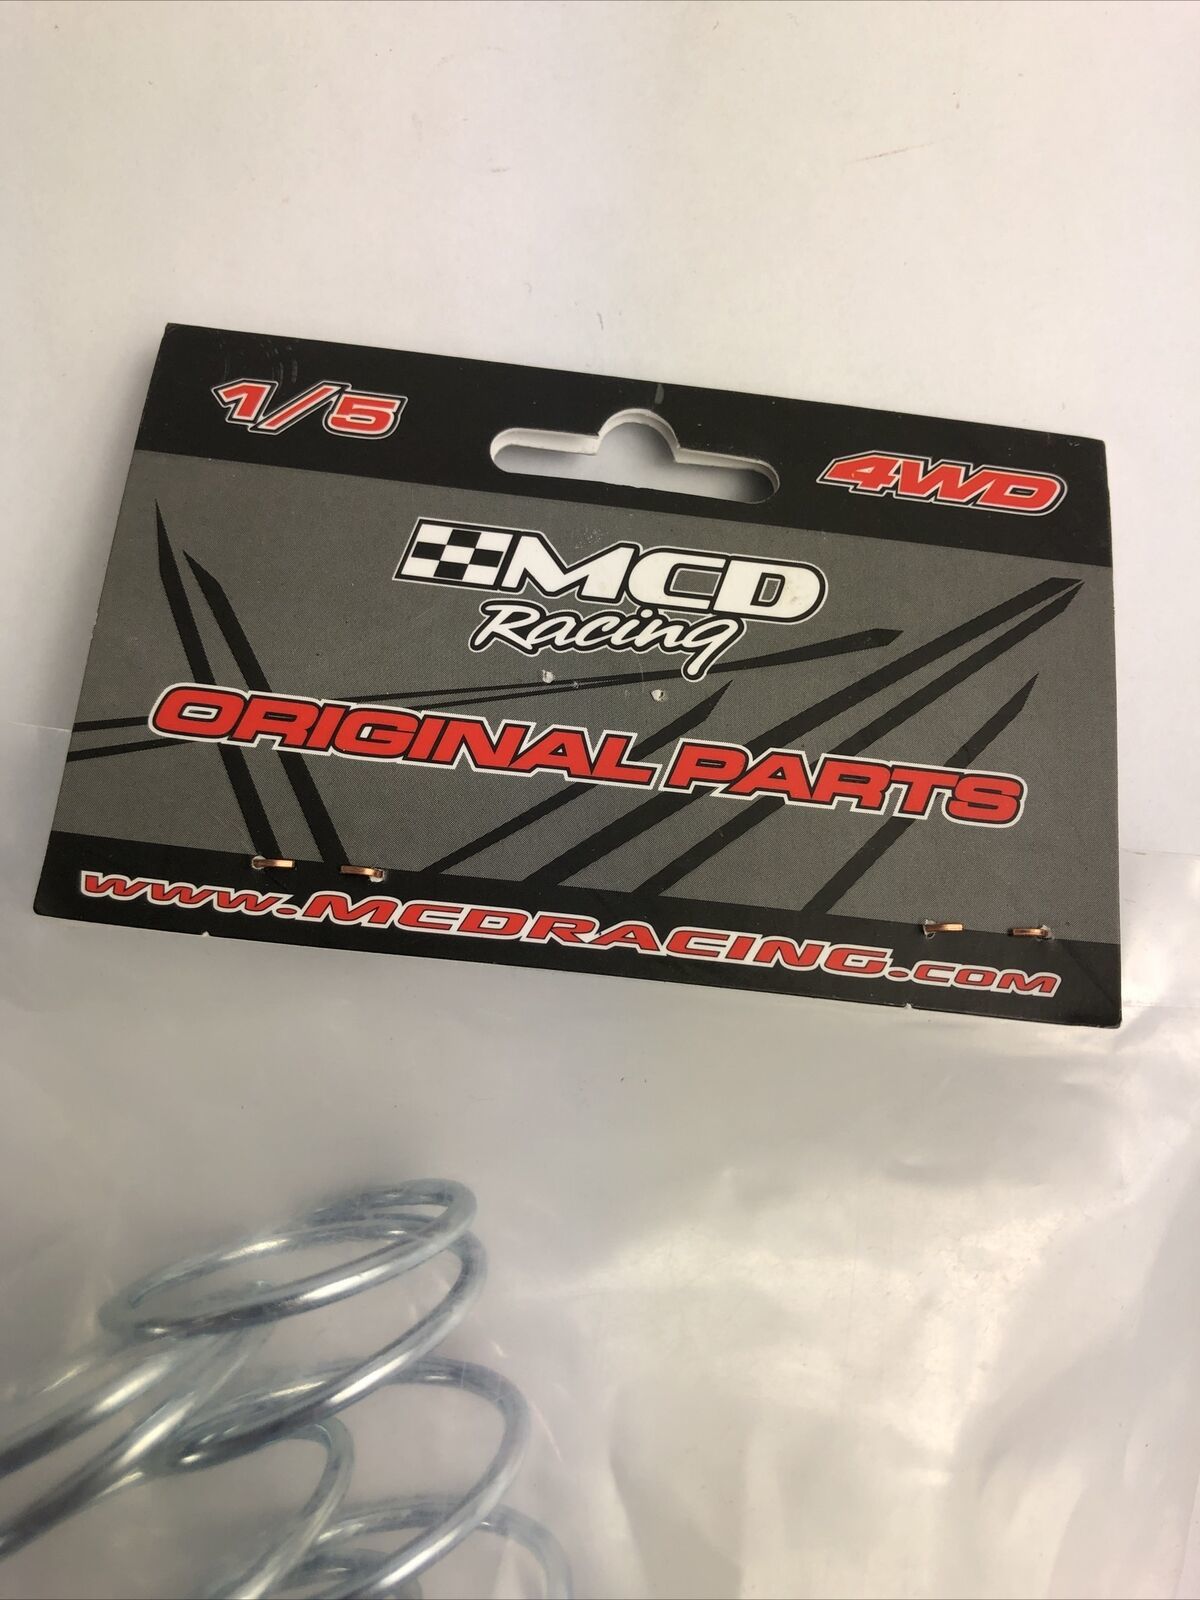 1/5
4WD
MCD
Racing
ORIGINAL PARTS
www.MCDRACING.COM